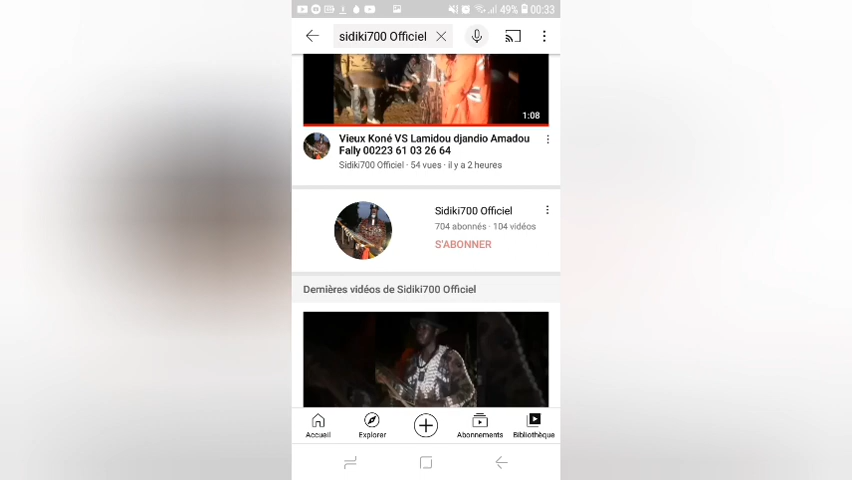 49% 00:33
sidiki700 Officiel
1:08
Vieux Koné VS Lamidou djandio Amadou
Fally 00223 61 03 26 64
Sidiki700 Officiel · 54 vues · il y a 2 heures
Sidiki700 Officiel
704 abonnés · 104 vidéos
S'ABONNER
Dernières vidéos de Sidiki700 Officiel
Accueil
Explorer
Abonnements
Bibliothèque